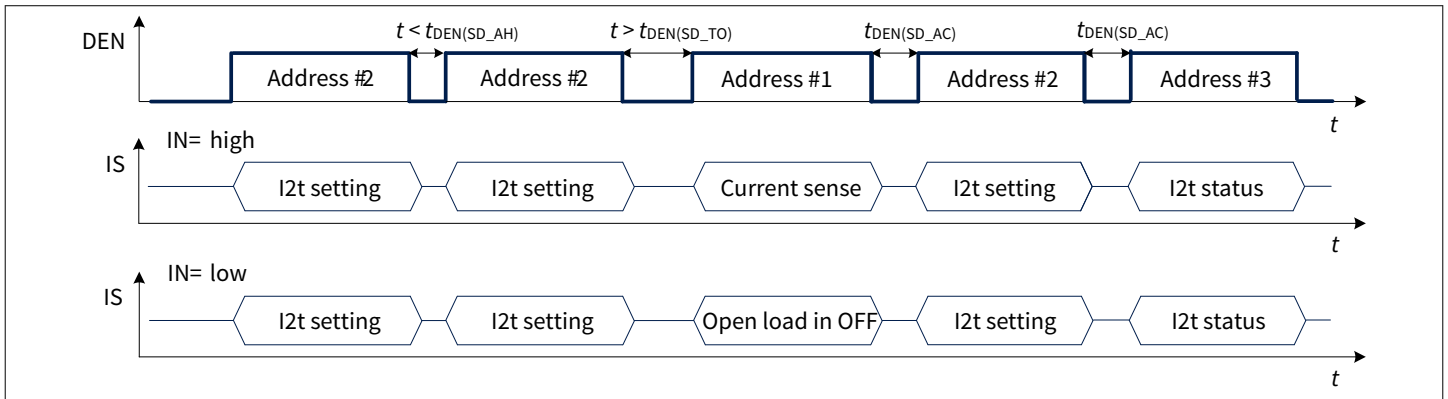 t < tDEN(SD_AH) t > tDEN(SD_TO) tDEN(SD_AC) tDEN(SD_AC)
DEN
Address #2 Address #2 Address #1 Address #2 Address #3
t
IN= high
IS
I2t setting I2t setting Current sense I2t setting I2t status
t
IN= low
IS
I2t setting I2t setting Open load in OFF I2t setting I2t status
t